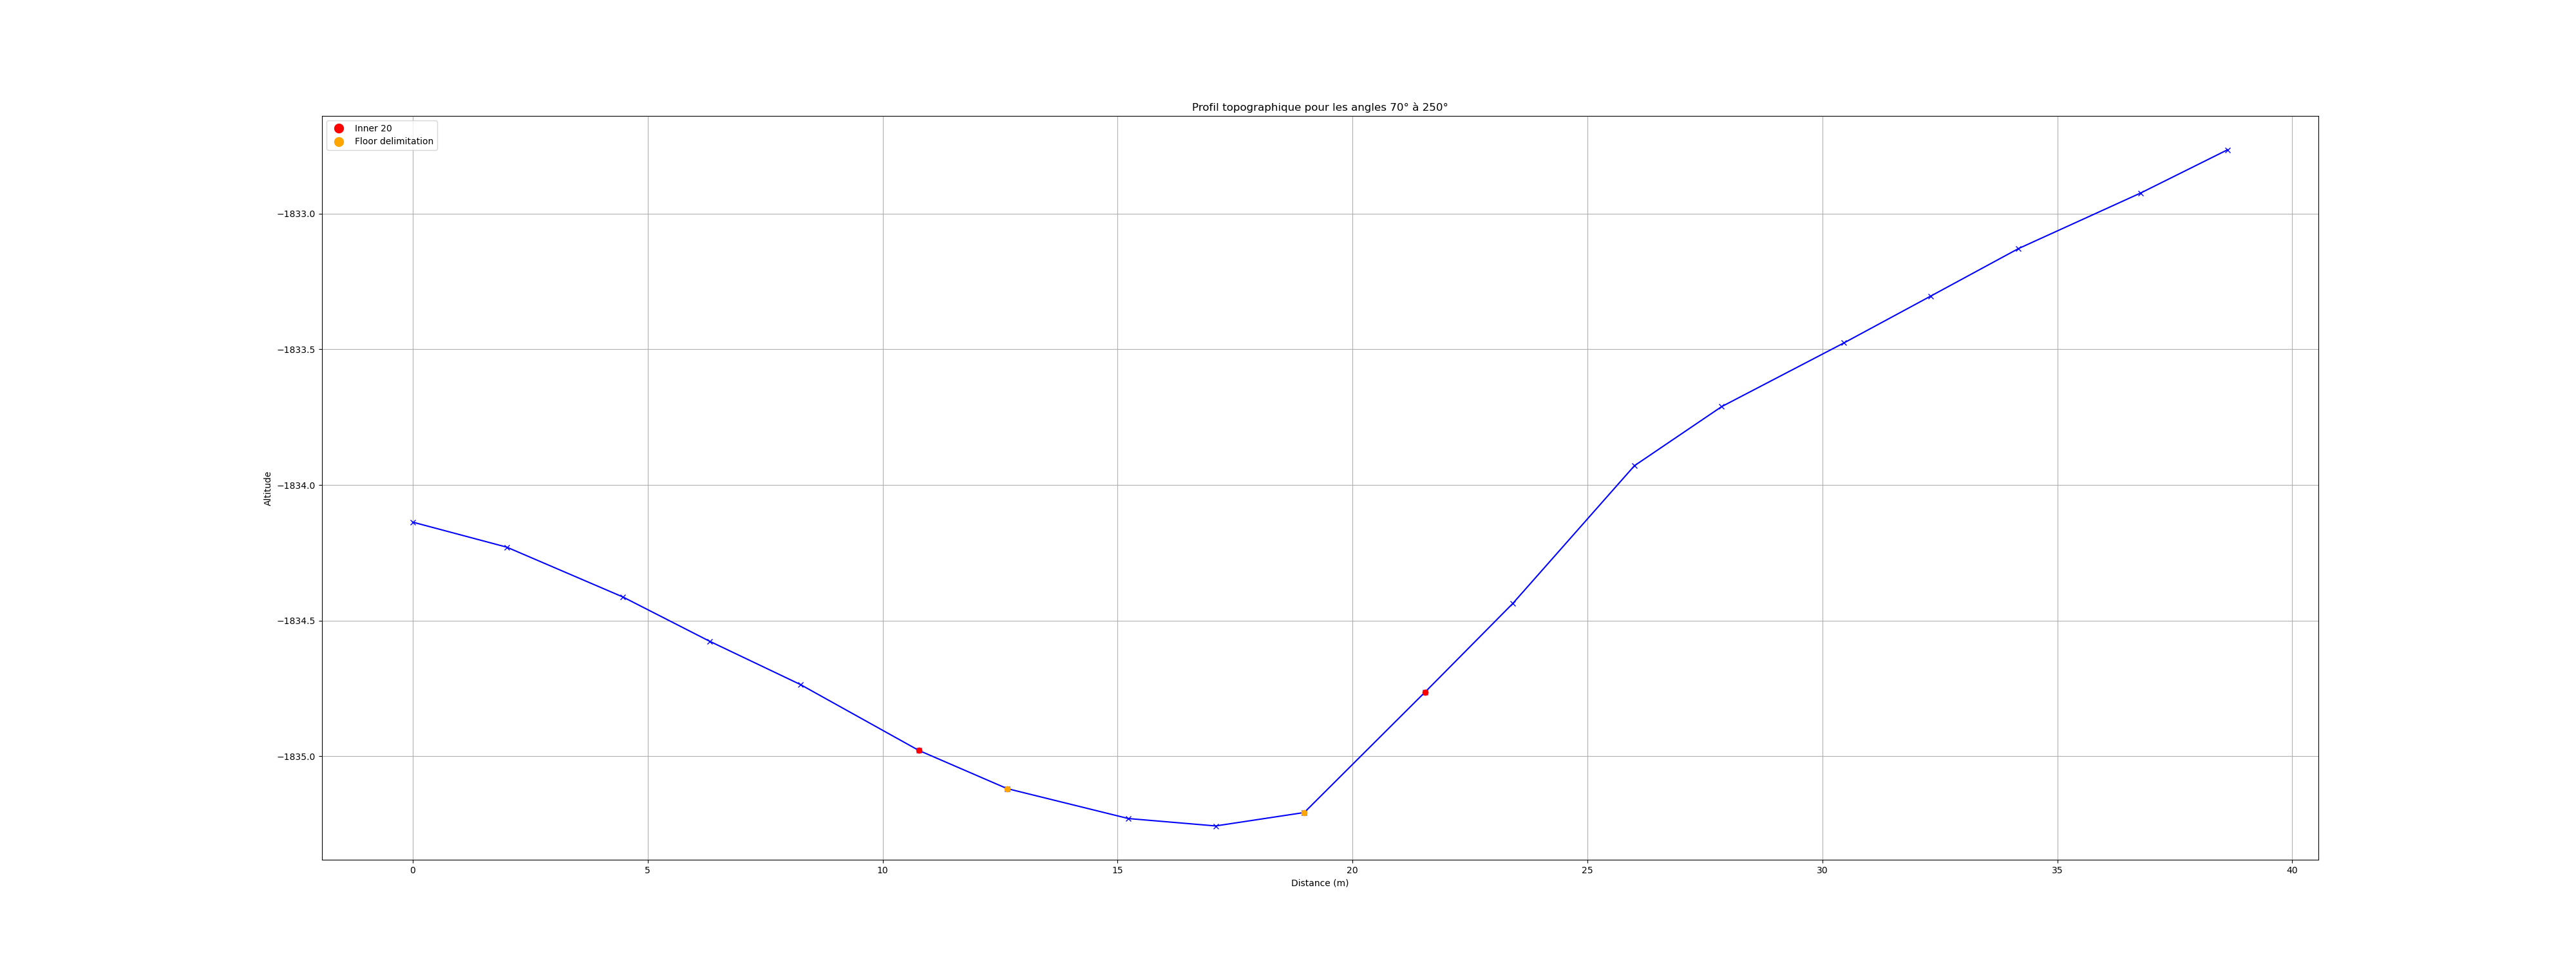 Profil topographique pour les angles 70° à 250°
Inner 20
Floor delimitation
−1833.0
−1833.5
−1834.0
−1834.5
−1835.0
Altitude
0 5 10 15 20 25 30 35 40
Distance (m)